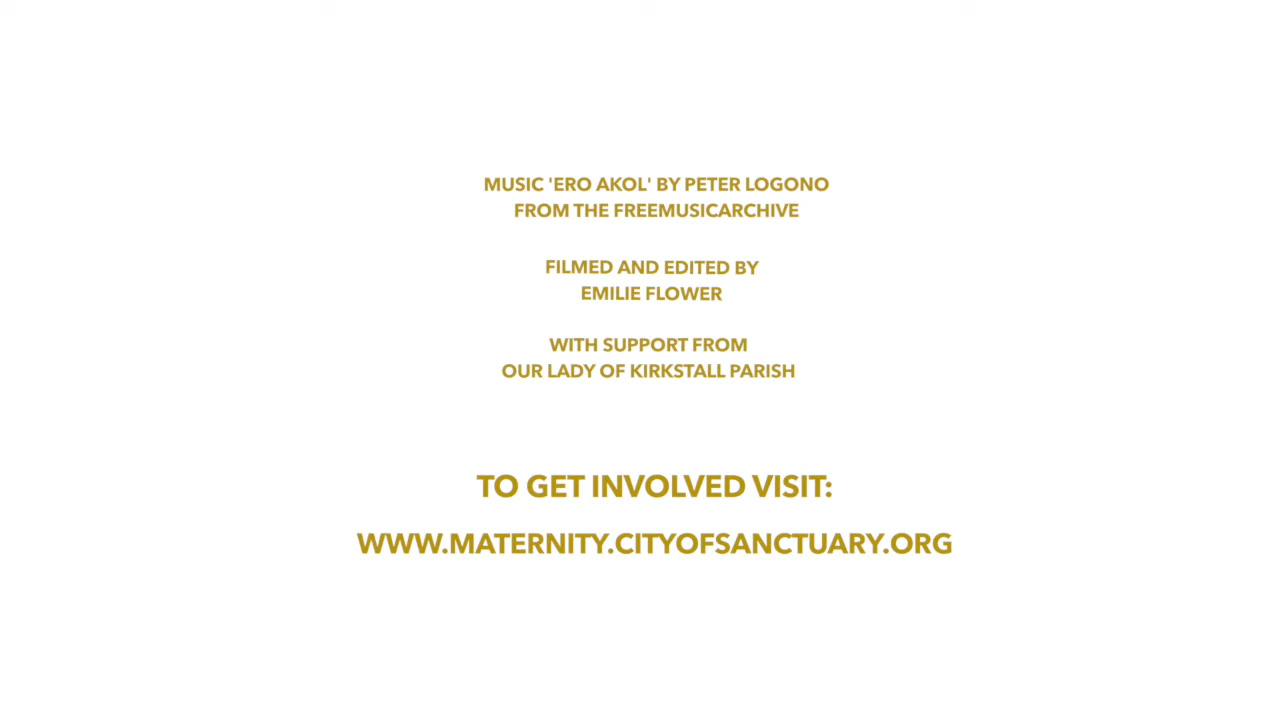 MUSIC 'ERO AKOL' BY PETER LOGONO
FROM THE FREEMUSICARCHIVE
FILMED AND EDITED BY
EMILIE FLOWER
WITH SUPPORT FROM
OUR LADY OF KIRKSTALL PARISH
TO GET INVOLVED VISIT:
WWW.MATERNITY.CITYOFSANCTUARY.ORG